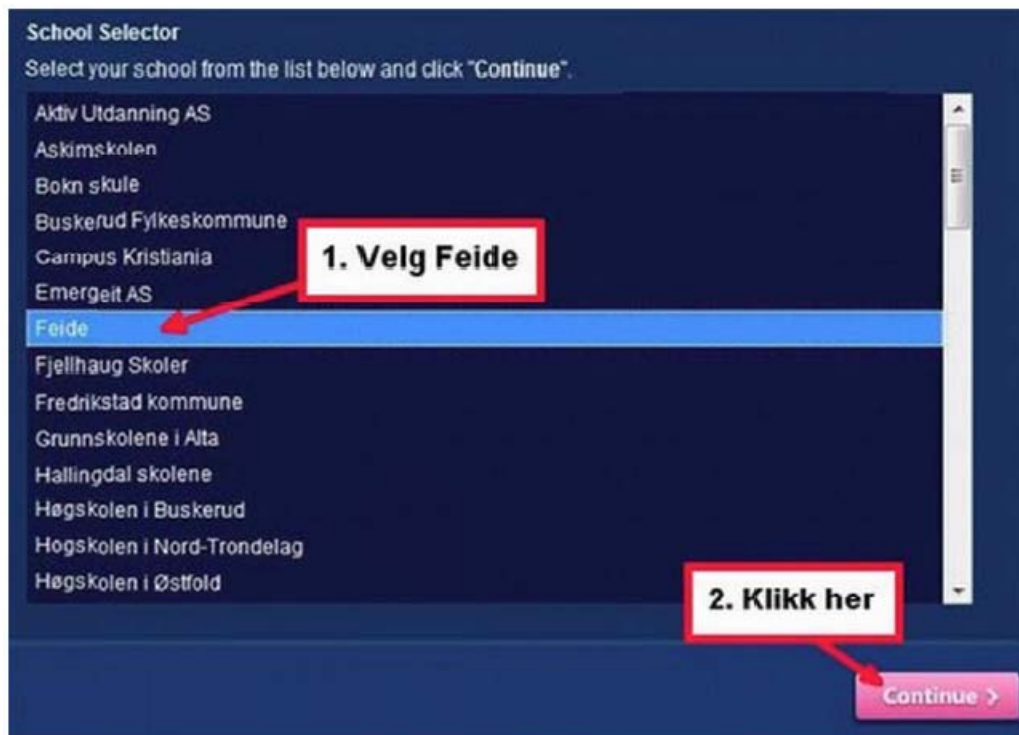 School Selector
Select your school from the list below and click "Continue".
Aktiv Utdanning AS
Askimskolen
Bokn skule
Buskerud Fylkeskommune
Campus Kristiania
1. Velg Feide
Emergeit AS
Feide
Fjellhaug Skoler
Fredrikstad kommune
Grunnskolene i Alta
Hallingdal skolene
Høgskolen i Buskerud
Hogskolen i Nord-Trondelag
Høgskolen i Østfold
2. Klikk her
Continue >